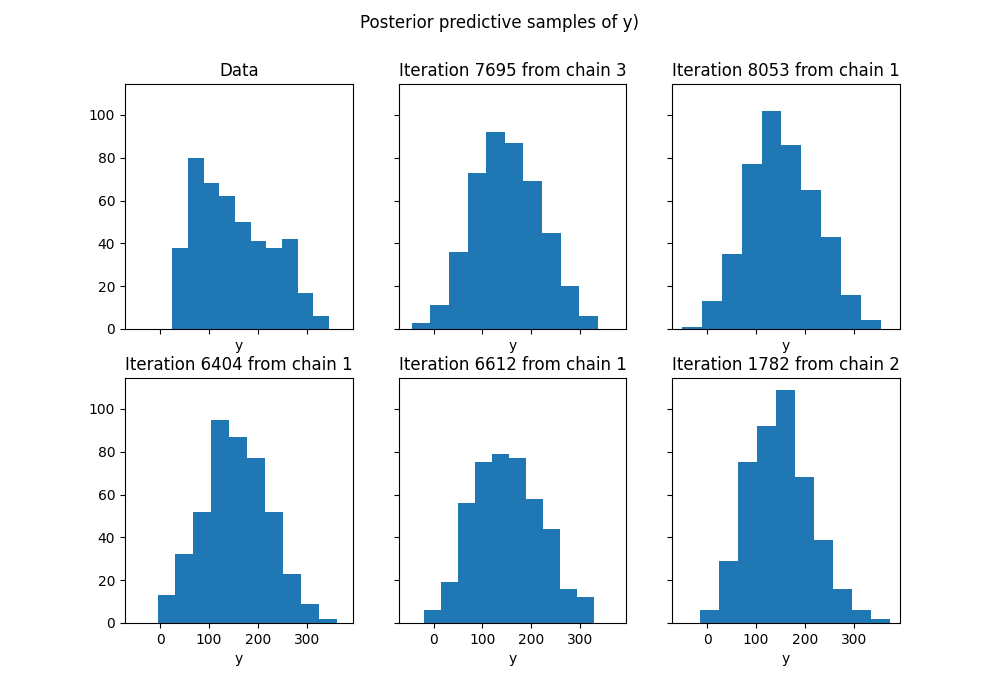 Posterior predictive samples of y)
Data
Iteration 7695 from chain 3
Iteration 8053 from chain 1
100
80
60
40
20
0
y
y
y
Iteration 6404 from chain 1
Iteration 6612 from chain 1
Iteration 1782 from chain 2
100
80
60
40
20
0
0 100 200 300
0 100 200 300
0 100 200 300
y
y
y